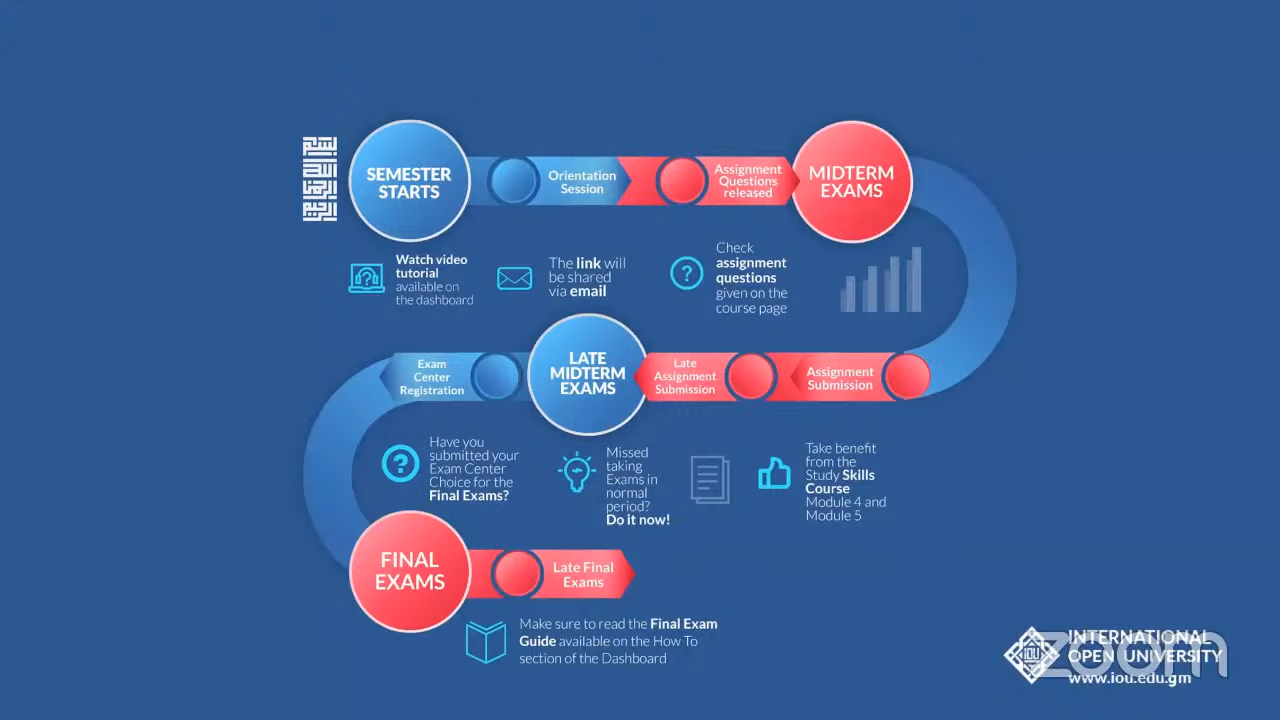 بسم
الله
الرحمن
الرحيم
SEMESTER
STARTS
Orientation
Session
Assignment
Questions
released
MIDTERM
EXAMS
Watch video
tutorial
available on
the dashboard
The link will
be shared
via email
?
Check
assignment
questions
given on the
course page
Exam
Center
Registration
LATE
MIDTERM
EXAMS
Late
Assignment
Submission
Assignment
Submission
?
Have you
submitted your
Exam Center
Choice for the
Final Exams?
Missed
taking
Exams in
normal
period?
Do it now!
Take benefit
from the
Study Skills
Course
Module 4 and
Module 5
FINAL
EXAMS
Late Final
Exams
Make sure to read the Final Exam
Guide available on the How To
section of the Dashboard
IOU
INTERNATIONAL
OPEN UNIVERSITY
www.iou.edu.gm
zoom